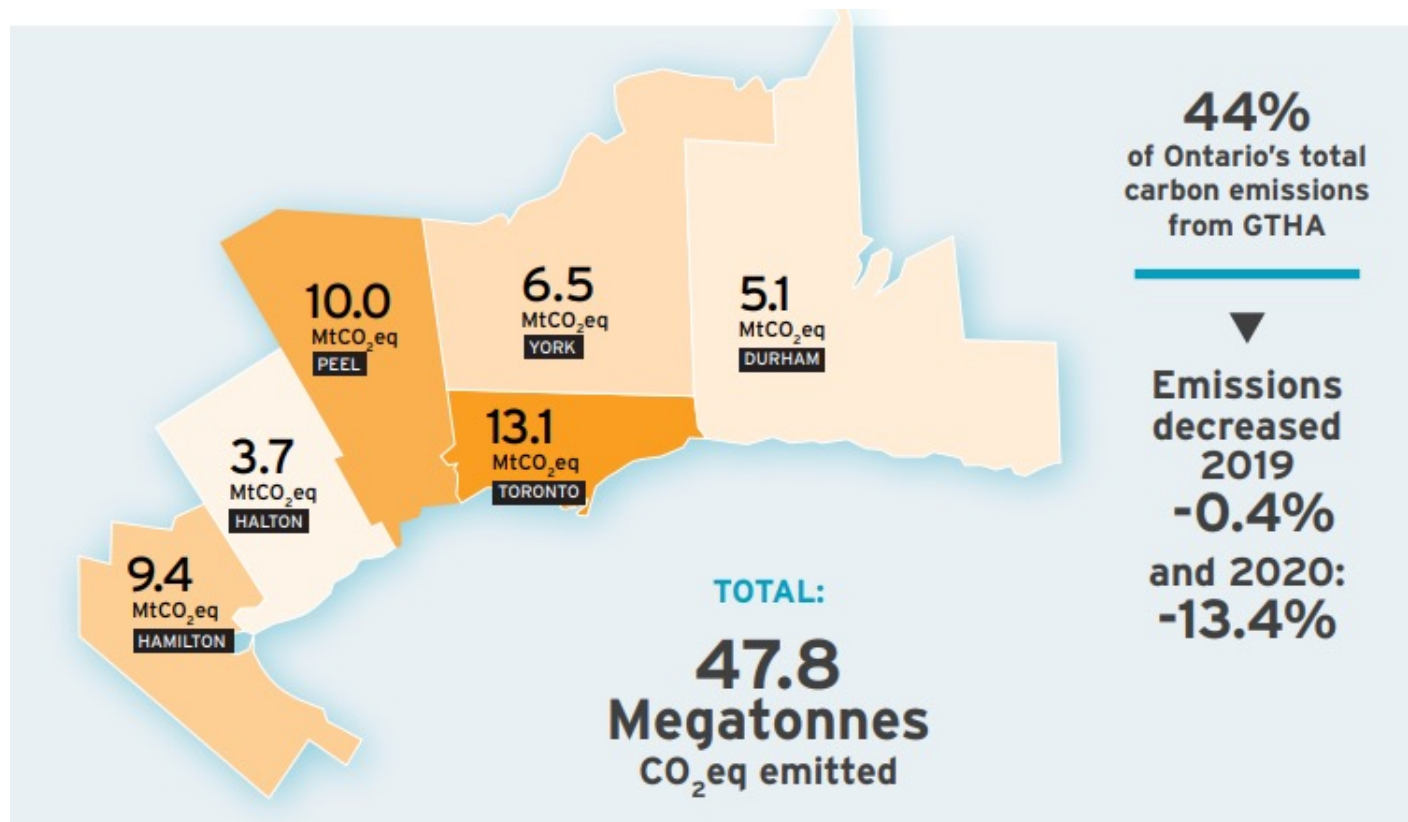 10.0
MtCO₂eq
PEEL
6.5
MtCO₂eq
YORK
5.1
MtCO₂eq
DURHAM
3.7
MtCO₂eq
HALTON
13.1
MtCO₂eq
TORONTO
9.4
MtCO₂eq
HAMILTON
TOTAL:
47.8
Megatonnes
CO₂eq emitted
44%
of Ontario's total
carbon emissions
from GTHA
Emissions
decreased
2019
-0.4%
and 2020:
-13.4%